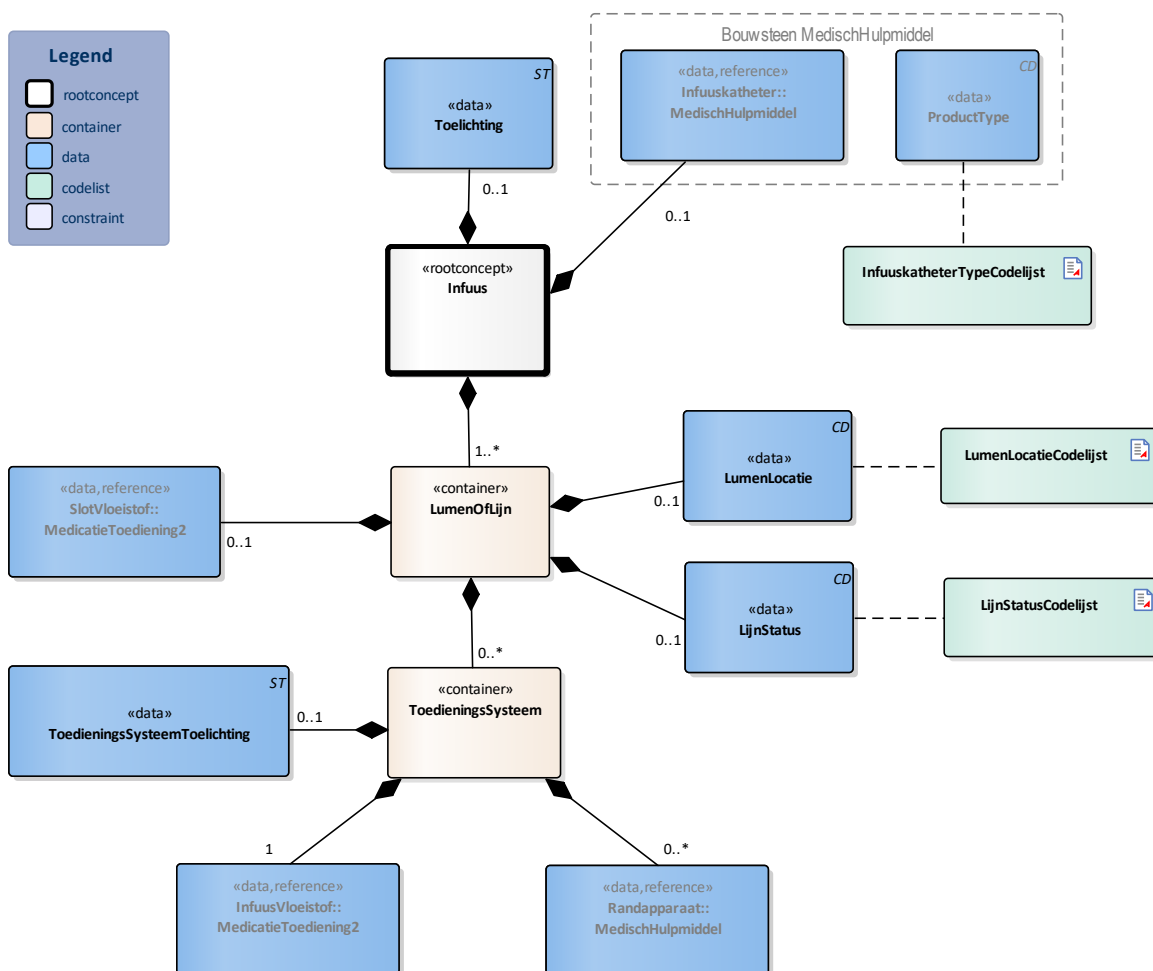 Legend
rootconcept
container
data
codelist
constraint
ST
«data»
Toelichting
0..1
Bouwsteen MedischHulpmiddel
«data,reference»
Infuuskatheter::
MedischHulpmiddel
0..1
CD
«data»
ProductType
InfuuskatheterTypeCodelijst
«rootconcept»
Infuus
1..*
«data,reference»
SlotVloeistof::
MedicatieToediening2
0..1
«container»
LumenOfLijn
CD
«data»
LumenLocatie
0..1
LumenLocatieCodelijst
CD
«data»
LijnStatus
0..1
LijnStatusCodelijst
0..*
ST
«data»
ToedieningsSysteemToelichting
0..1
«container»
ToedieningsSysteem
1
0..*
«data,reference»
InfuusVloeistof::
MedicatieToediening2
«data,reference»
Randapparaat::
MedischHulpmiddel